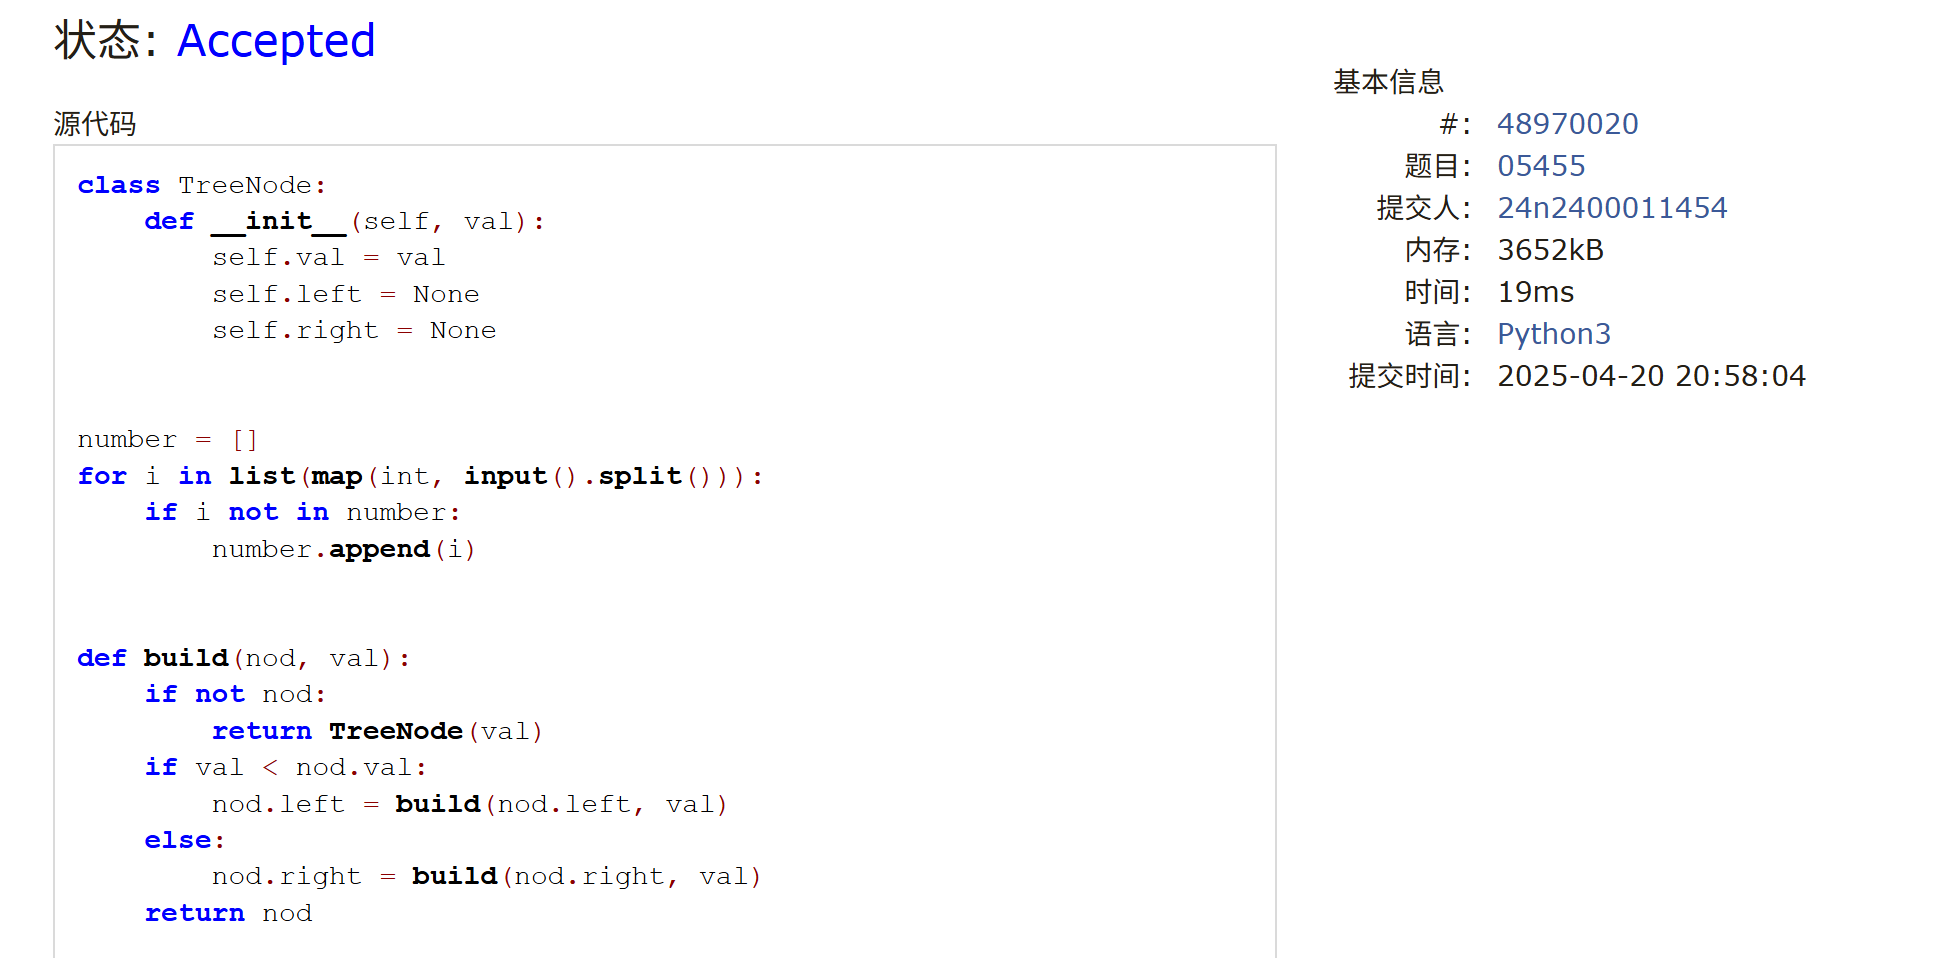 状态: Accepted
源代码
class TreeNode:
    def __init__(self, val):
        self.val = val
        self.left = None
        self.right = None
number = []
for i in list(map(int, input().split())):
    if i not in number:
        number.append(i)
def build(nod, val):
    if not nod:
        return TreeNode(val)
    if val < nod.val:
        nod.left = build(nod.left, val)
    else:
        nod.right = build(nod.right, val)
    return nod
基本信息
#: 48970020
题目: 05455
提交人: 24n2400011454
内存: 3652kB
时间: 19ms
语言: Python3
提交时间: 2025-04-20 20:58:04